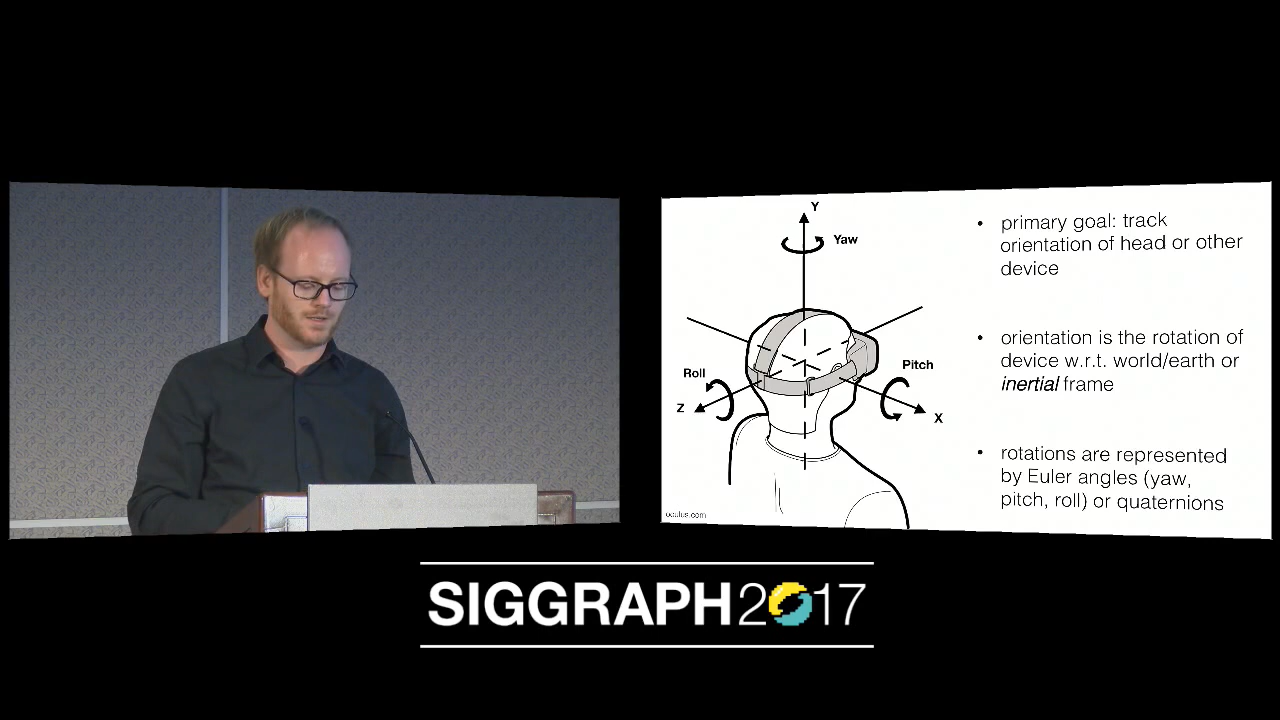 Y
Yaw
Roll
Pitch
Z
X
oculus.com
• primary goal: track
orientation of head or other
device
• orientation is the rotation of
device w.r.t. world/earth or
inertial frame
• rotations are represented
by Euler angles (yaw,
pitch, roll) or quaternions
SIGGRAPH2017